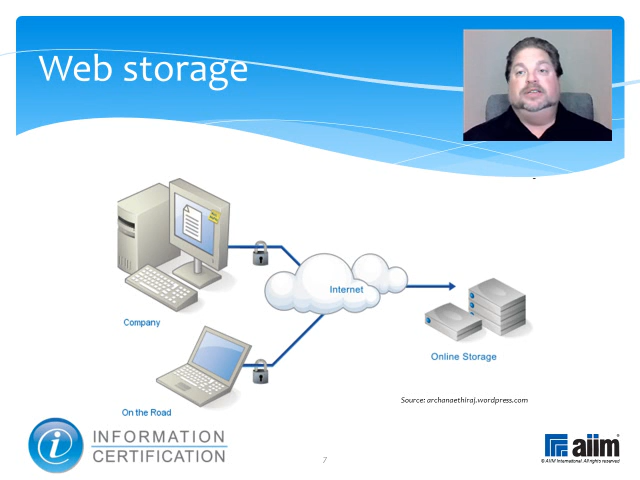 Web storage
Internet
Company
Online Storage
Source: archanaethiraj.wordpress.com
On the Road
INFORMATION
CERTIFICATION
7
aiim
© AIIM International. All rights reserved